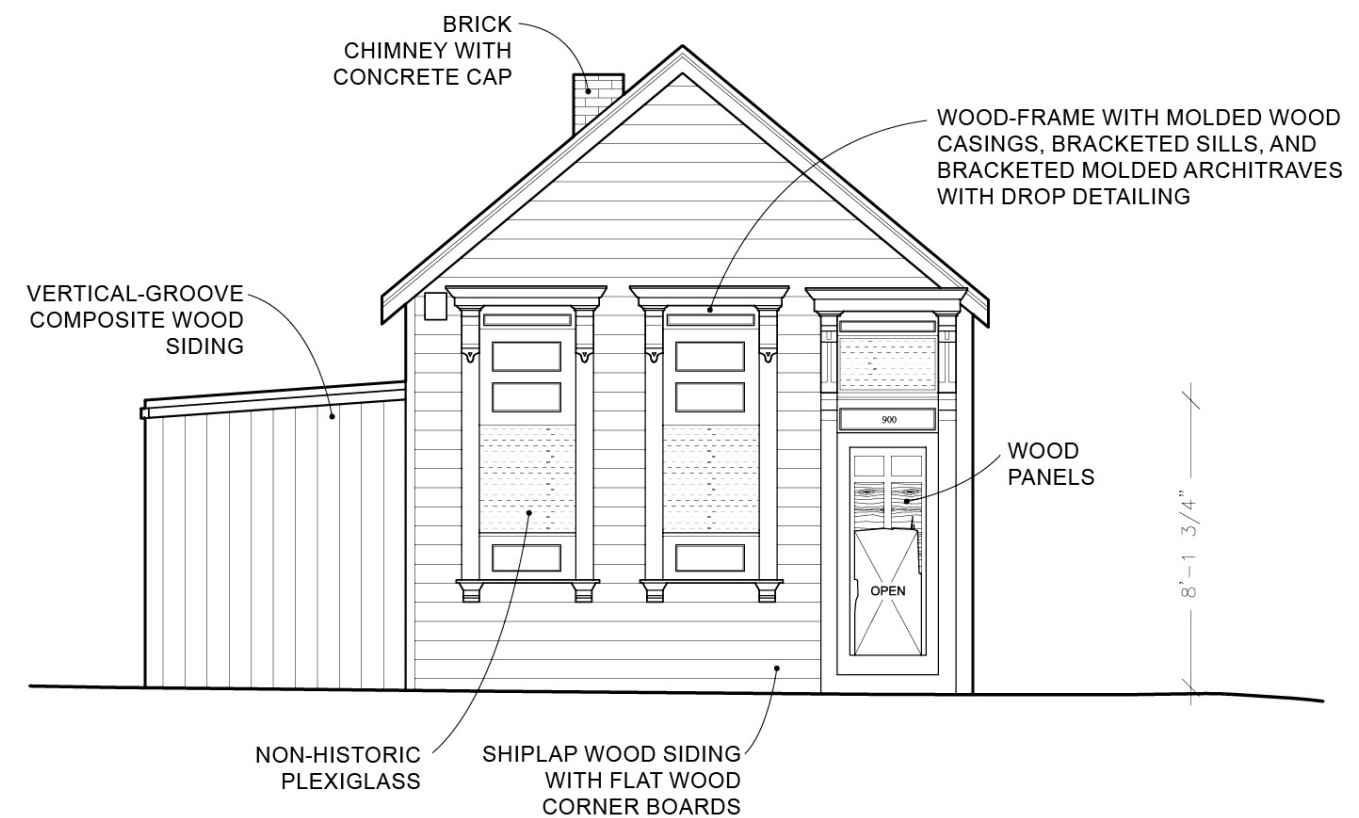 BRICK
CHIMNEY WITH
CONCRETE CAP
WOOD-FRAME WITH MOLDED WOOD
CASINGS, BRACKETED SILLS, AND
BRACKETED MOLDED ARCHITRAVES
WITH DROP DETAILING
VERTICAL-GROOVE
COMPOSITE WOOD
SIDING
900
WOOD
PANELS
8'-1 3/4"
OPEN
NON-HISTORIC
PLEXIGLASS
SHIPLAP WOOD SIDING
WITH FLAT WOOD
CORNER BOARDS